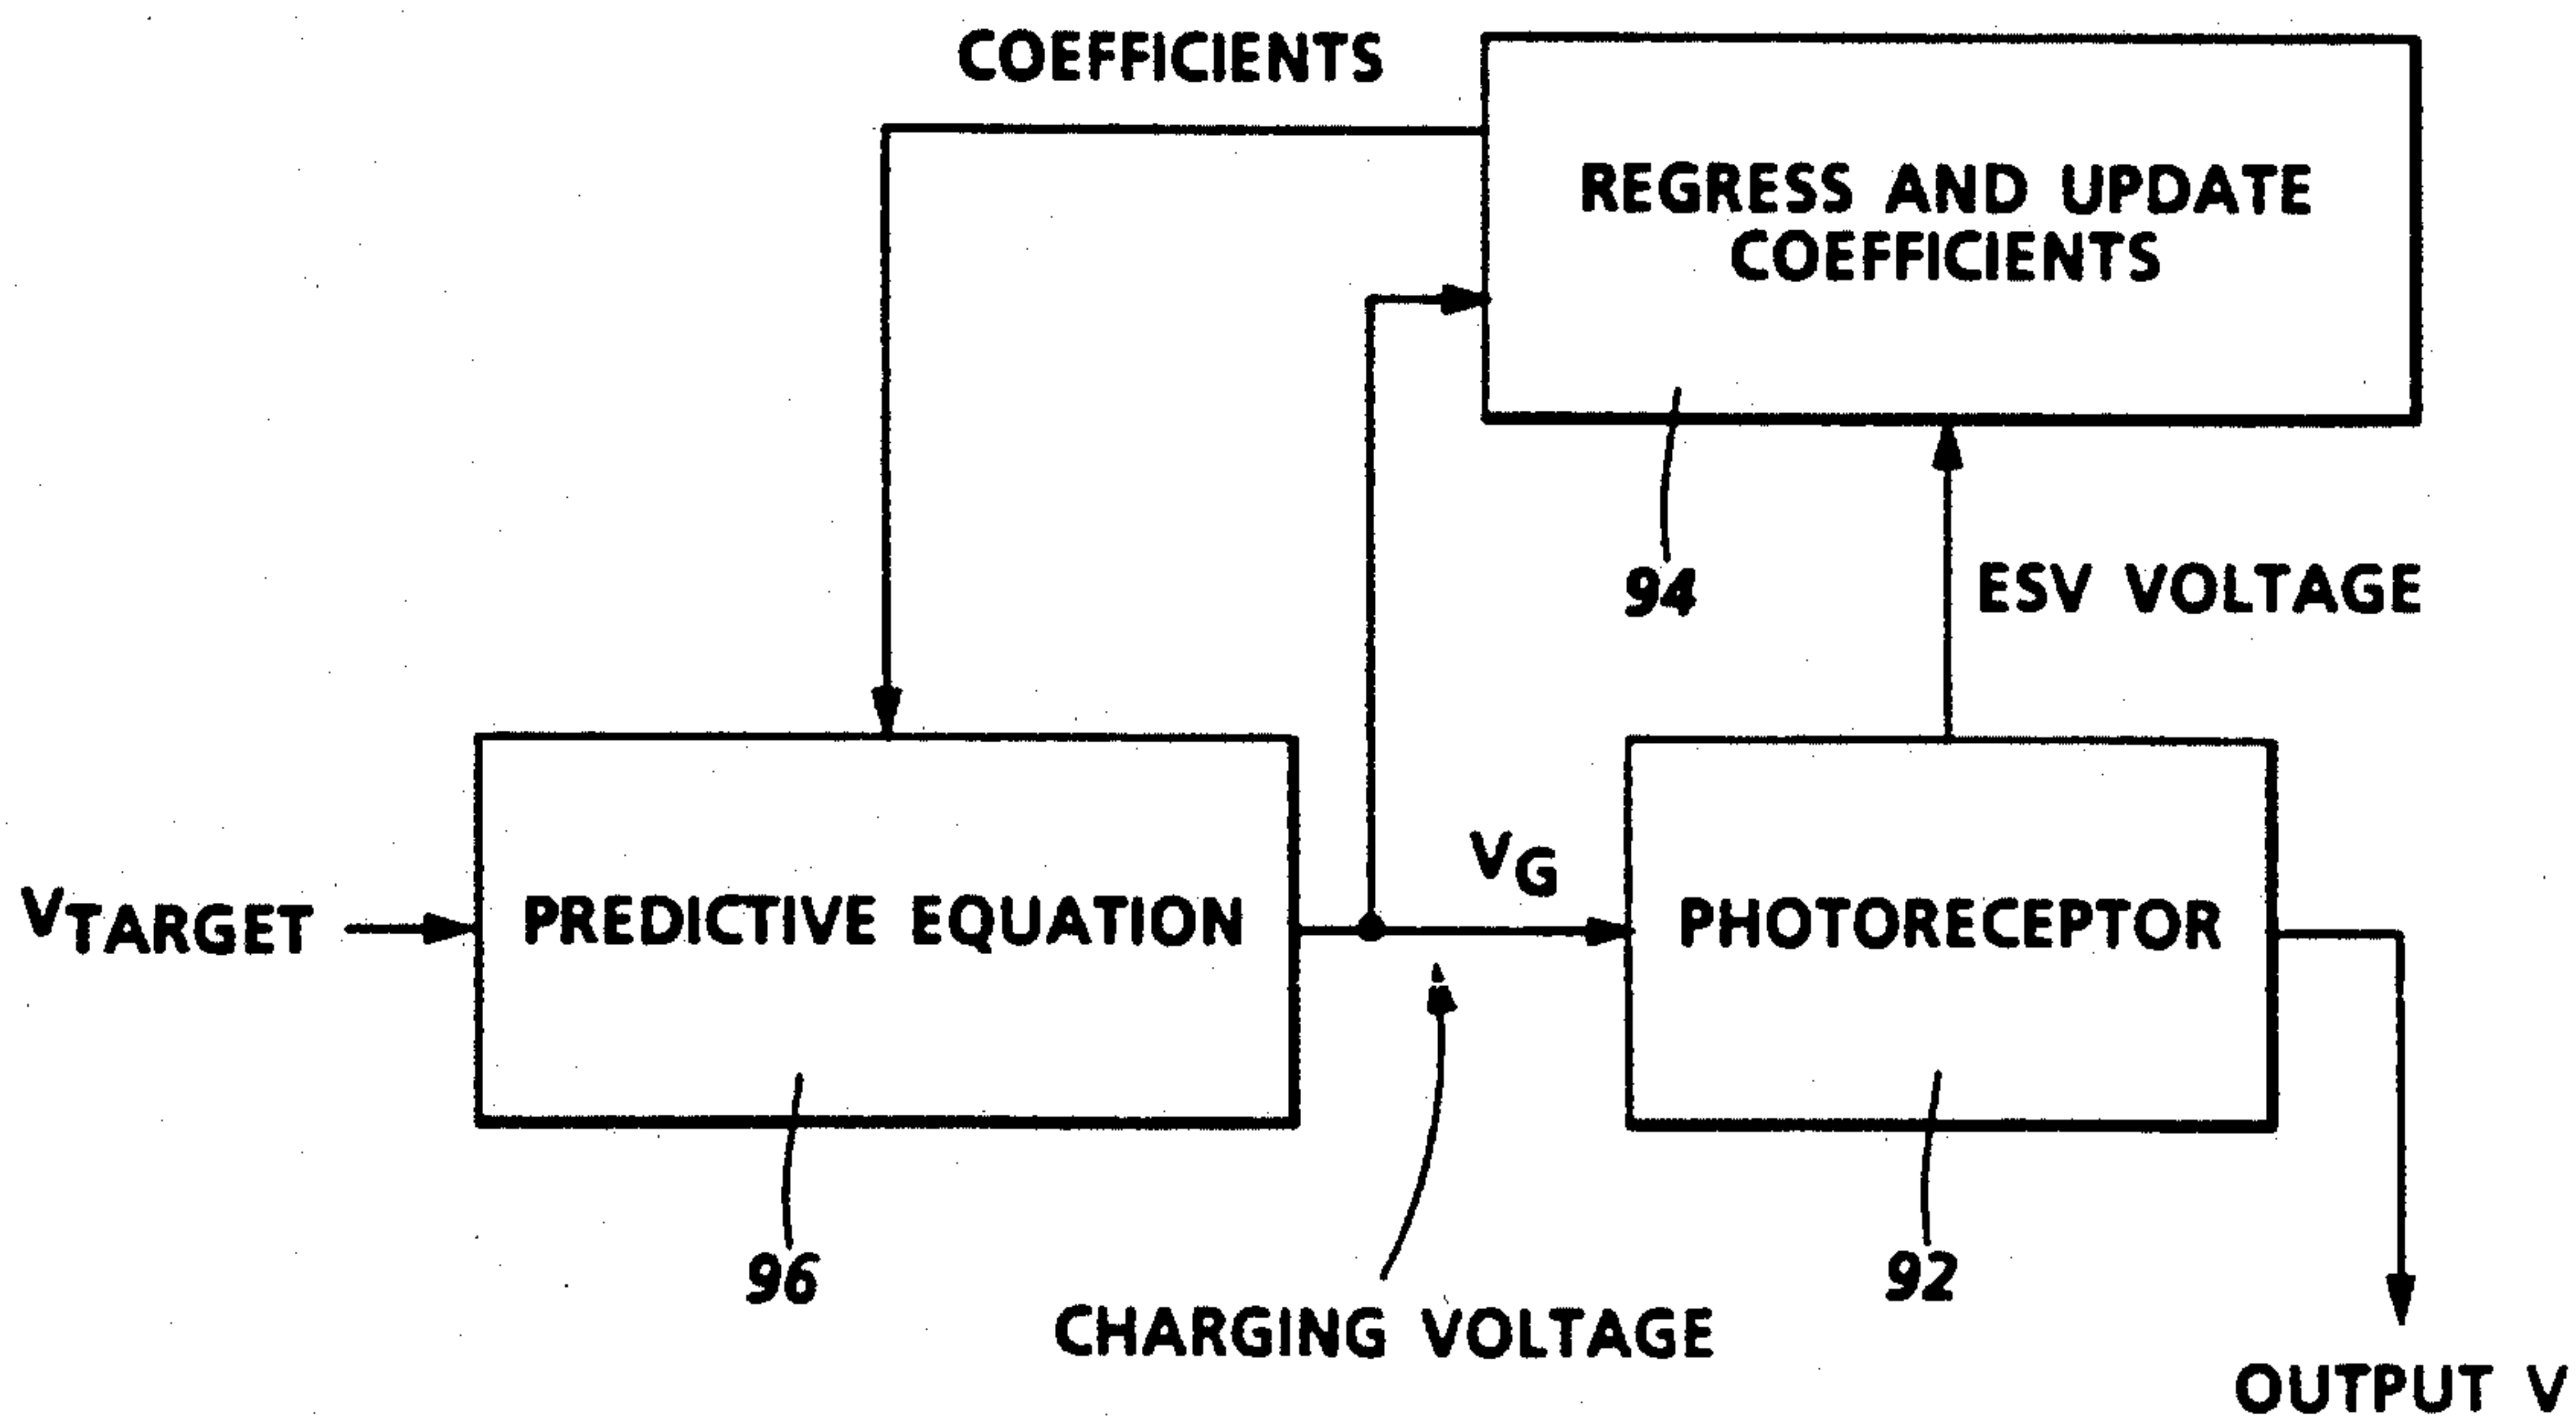 COEFFICIENTS
REGRESS AND UPDATE
COEFFICIENTS
94
ESV VOLTAGE
VTARGET
PREDICTIVE EQUATION
VG
PHOTORECEPTOR
96
92
CHARGING VOLTAGE
OUTPUT V